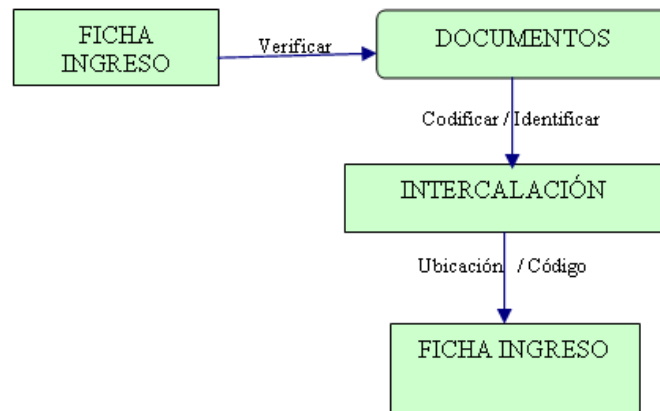 FICHA
INGRESO
Verificar
DOCUMENTOS
Codificar / Identificar
INTERCALACIÓN
Ubicación / Código
FICHA INGRESO